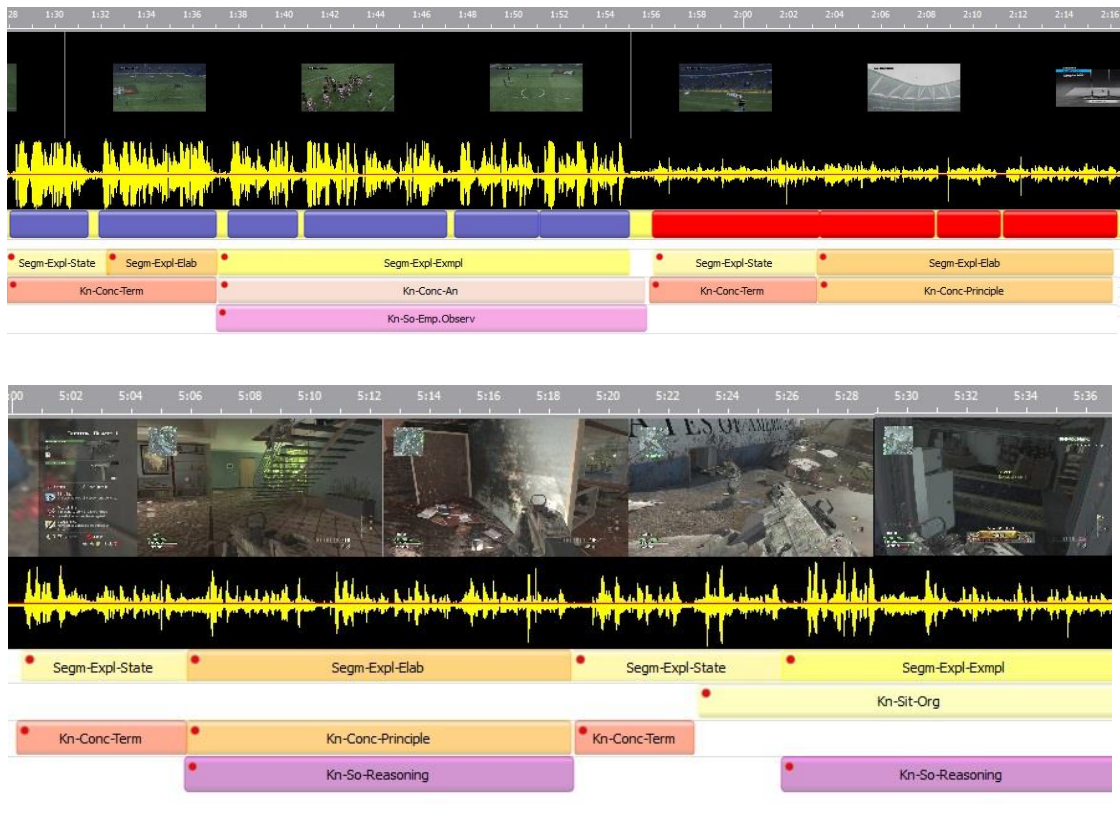 28 1:30 1:32 1:34 1:36 1:38 1:40 1:42 1:44 1:46 1:48 1:50 1:52 1:54 1:56 1:58 2:00 2:02 2:04 2:06 2:08 2:10 2:12 2:14 2:16
Segm-Expl-State Segm-Expl-Elab Segm-Expl-Exmpl Segm-Expl-State Segm-Expl-Elab
Kn-Conc-Term Kn-Conc-An Kn-Conc-Term Kn-Conc-Principle
Kn-So-Emp.Observ
:00 5:02 5:04 5:06 5:08 5:10 5:12 5:14 5:16 5:18 5:20 5:22 5:24 5:26 5:28 5:30 5:32 5:34 5:36
ATES OF AMERICA
Segm-Expl-State Segm-Expl-Elab Segm-Expl-State Segm-Expl-Exmpl
Kn-Sit-Org
Kn-Conc-Term Kn-Conc-Principle Kn-Conc-Term
Kn-So-Reasoning Kn-So-Reasoning